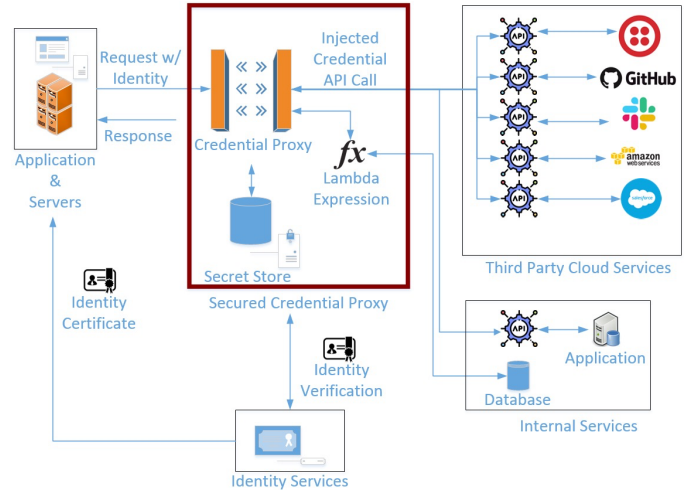 Request w/
Identity
Response
Application
&
Servers
Injected
Credential
API Call
Credential Proxy
fx
Lambda
Expression
Secret Store
Secured Credential Proxy
API
API
API
API
API
GitHub
amazon
web services
salesforce
Third Party Cloud Services
Identity
Certificate
Identity
Verification
API
Application
Database
Internal Services
Identity Services